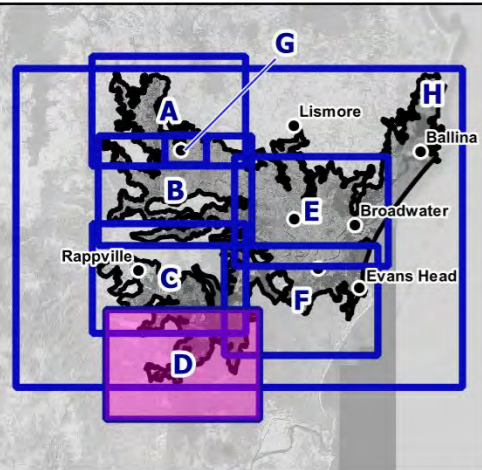 G
H
A
Lismore
Ballina
B
E
Broadwater
Rappville
C
Evans Head
F
D